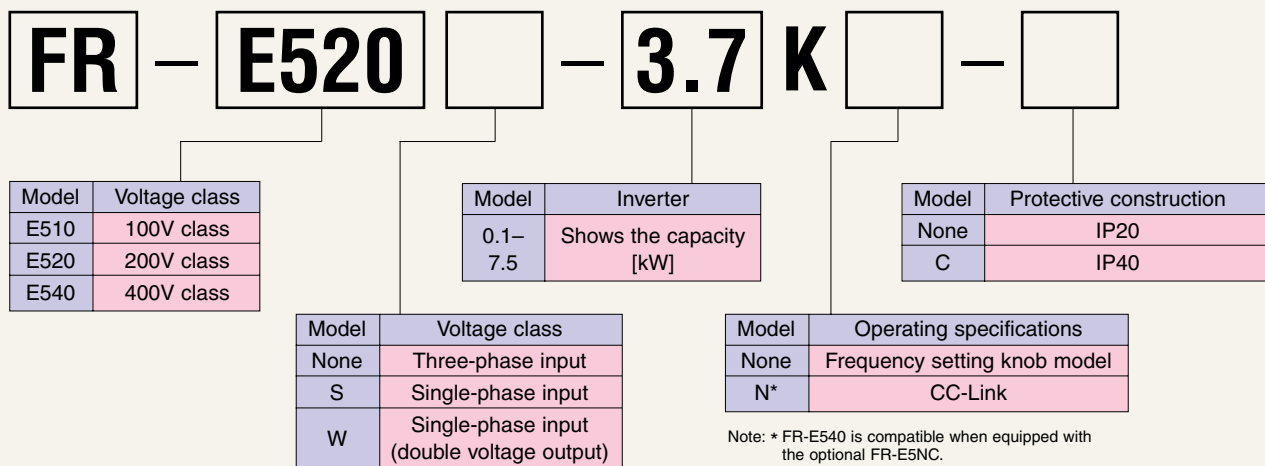 FR – E520 – 3.7 K –
Model Voltage class
E510 100V class
E520 200V class
E540 400V class
Model Voltage class
None Three-phase input
S Single-phase input
W Single-phase input
(double voltage output)
Model Inverter
0.1– Shows the capacity
7.5 [kW]
Model Operating specifications
None Frequency setting knob model
N* CC-Link
Note: * FR-E540 is compatible when equipped with
the optional FR-E5NC.
Model Protective construction
None IP20
C IP40